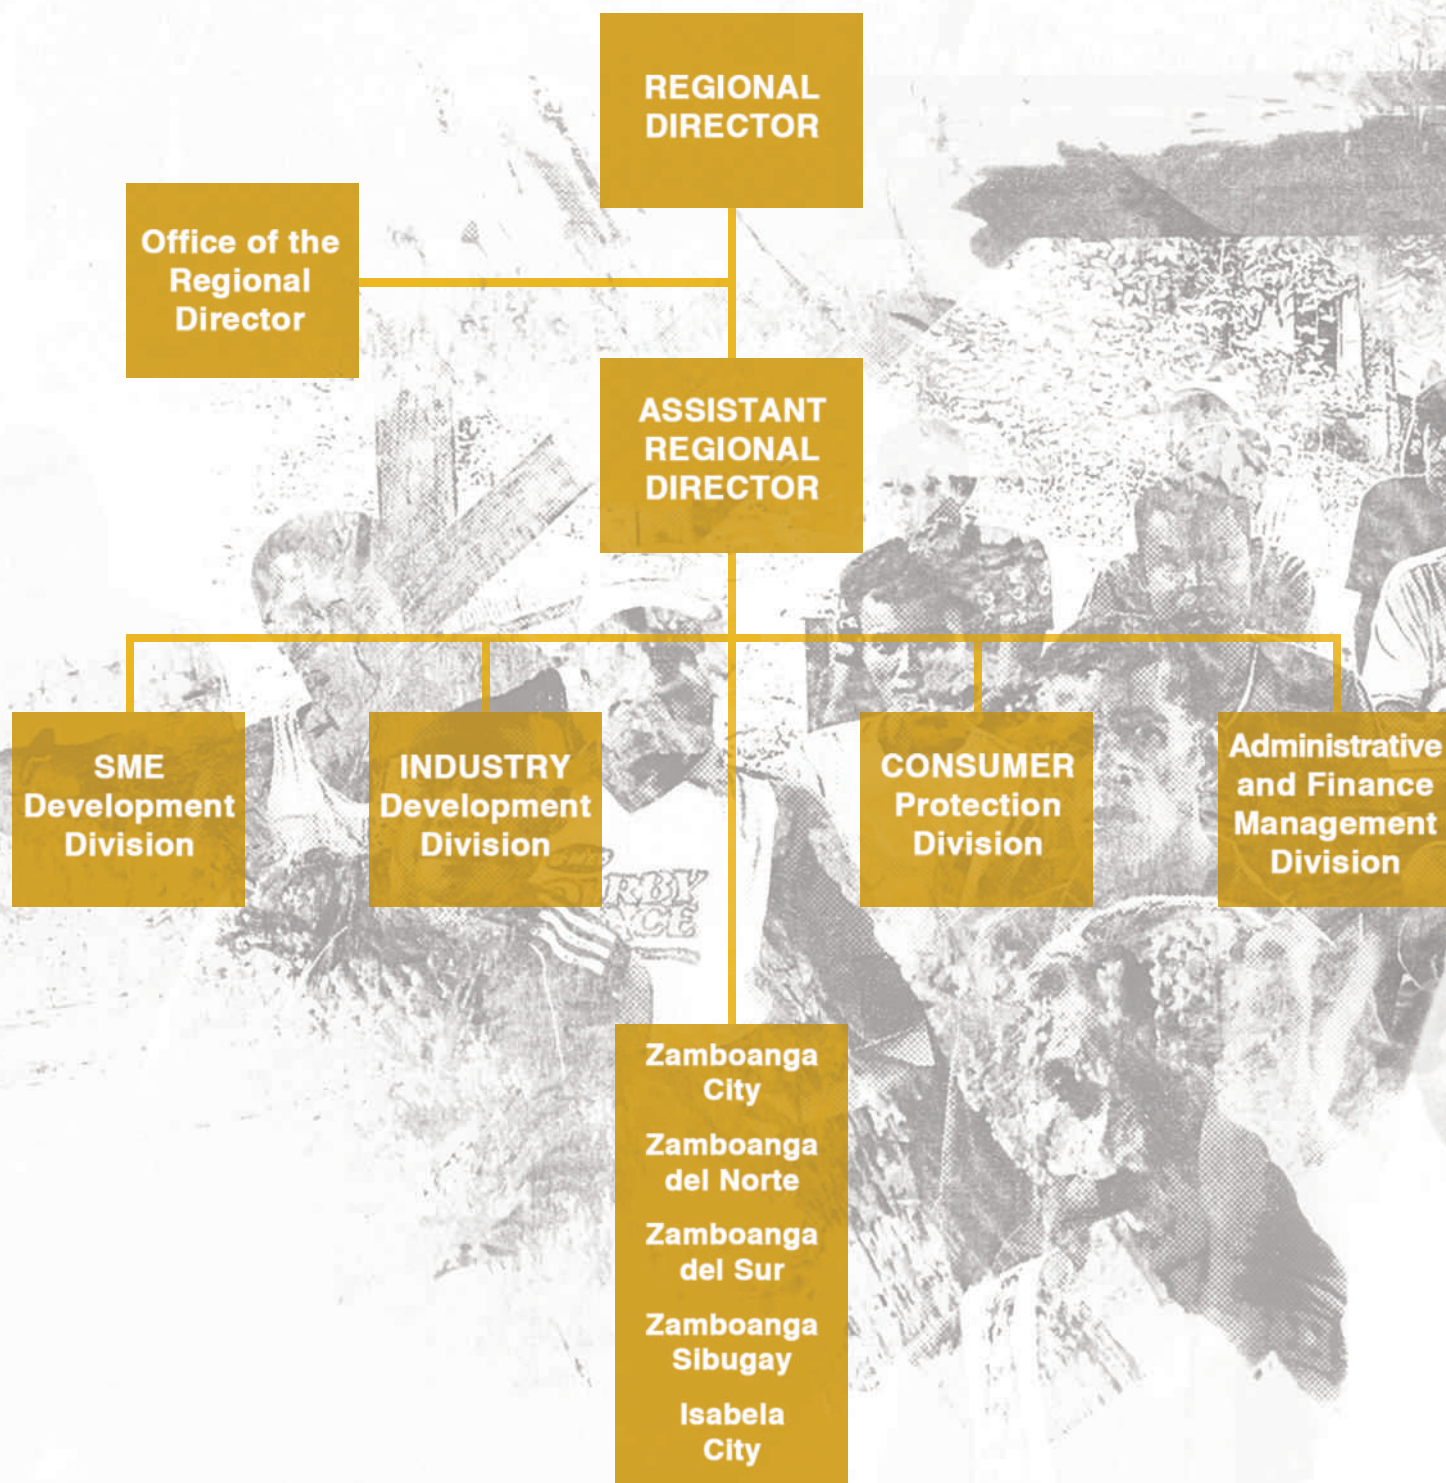 REGIONAL
DIRECTOR
Office of the
Regional
Director
ASSISTANT
REGIONAL
DIRECTOR
SME
Development
Division
INDUSTRY
Development
Division
CONSUMER
Protection
Division
Administrative
and Finance
Management
Division
Zamboanga
City
Zamboanga
del Norte
Zamboanga
del Sur
Zamboanga
Sibugay
Isabela
City